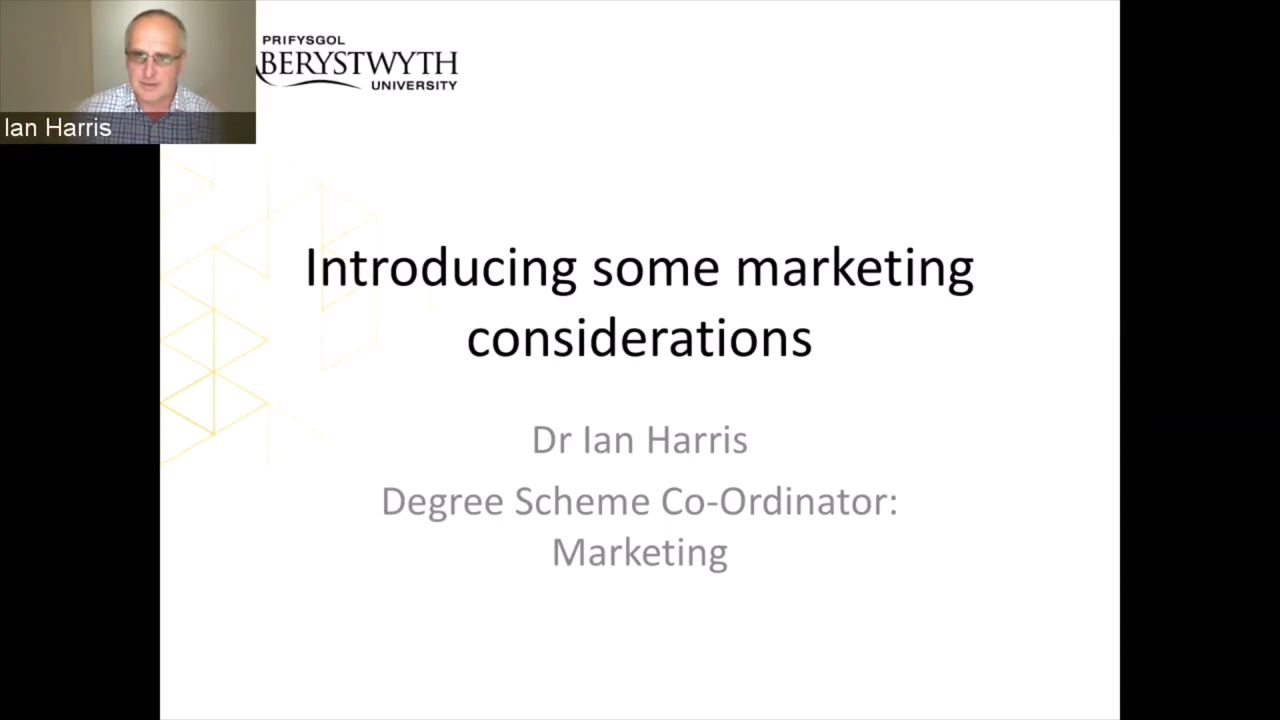 PRIFYSGOL
BERYSTWYTH
UNIVERSITY
Ian Harris
Introducing some marketing
considerations
Dr Ian Harris
Degree Scheme Co-Ordinator:
Marketing